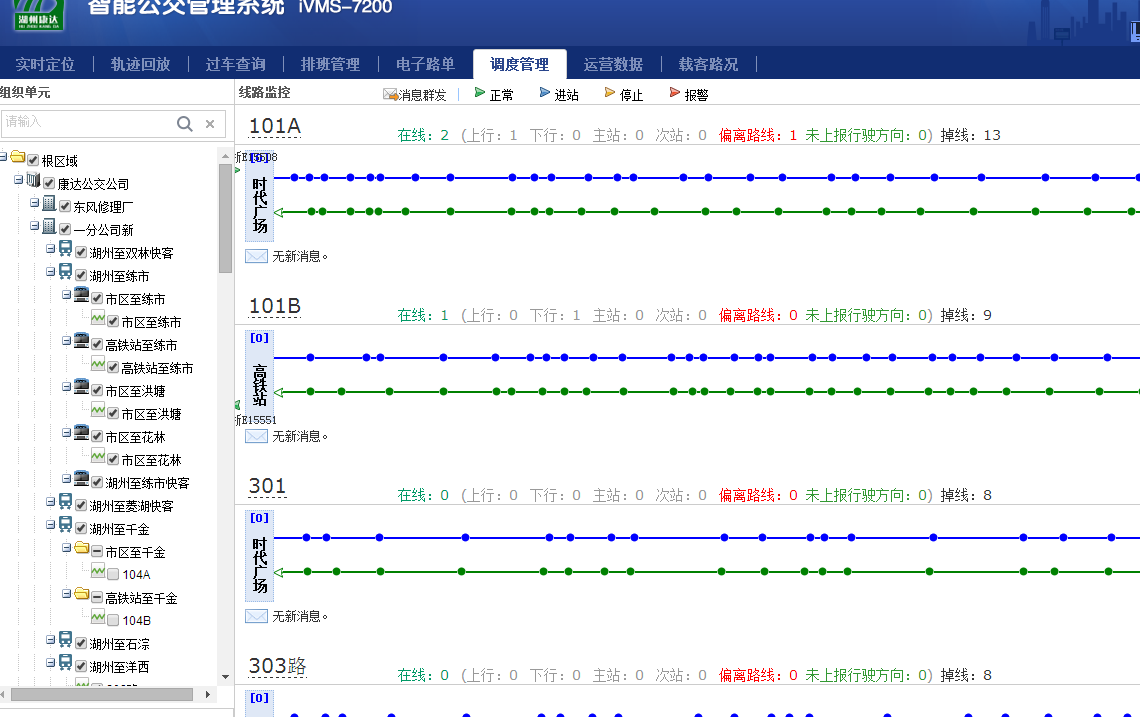 湖州康达
智能公交管理系统 iVMS-7200
实时定位 轨迹回放 过车查询 排班管理 电子路单 调度管理 运营数据 载客路况
组织单元
请输入
根区域
康达公交公司
东风修理厂
一分公司新
湖州至双林快客
湖州至练市
市区至练市
市区至练市
高铁站至练市
高铁站至练市
市区至洪塘
市区至洪塘
市区至花林
市区至花林
湖州至练市快客
湖州至菱湖快客
湖州至千金
市区至千金
104A
高铁站至千金
104B
湖州至石淙
湖州至洋西
线路监控 消息群发 正常 进站 停止 报警
101A 在线：2 (上行：1 下行：0 主站：0 次站：0 偏离路线：1 未上报行驶方向：0) 掉线：13
[0]
时代广场
无新消息。
101B 在线：1 (上行：0 下行：1 主站：0 次站：0 偏离路线：0 未上报行驶方向：0) 掉线：9
[0]
高铁站
浙E15551
无新消息。
301 在线：0 (上行：0 下行：0 主站：0 次站：0 偏离路线：0 未上报行驶方向：0) 掉线：8
[0]
时代广场
无新消息。
303路 在线：0 (上行：0 下行：0 主站：0 次站：0 偏离路线：0 未上报行驶方向：0) 掉线：8
[0]